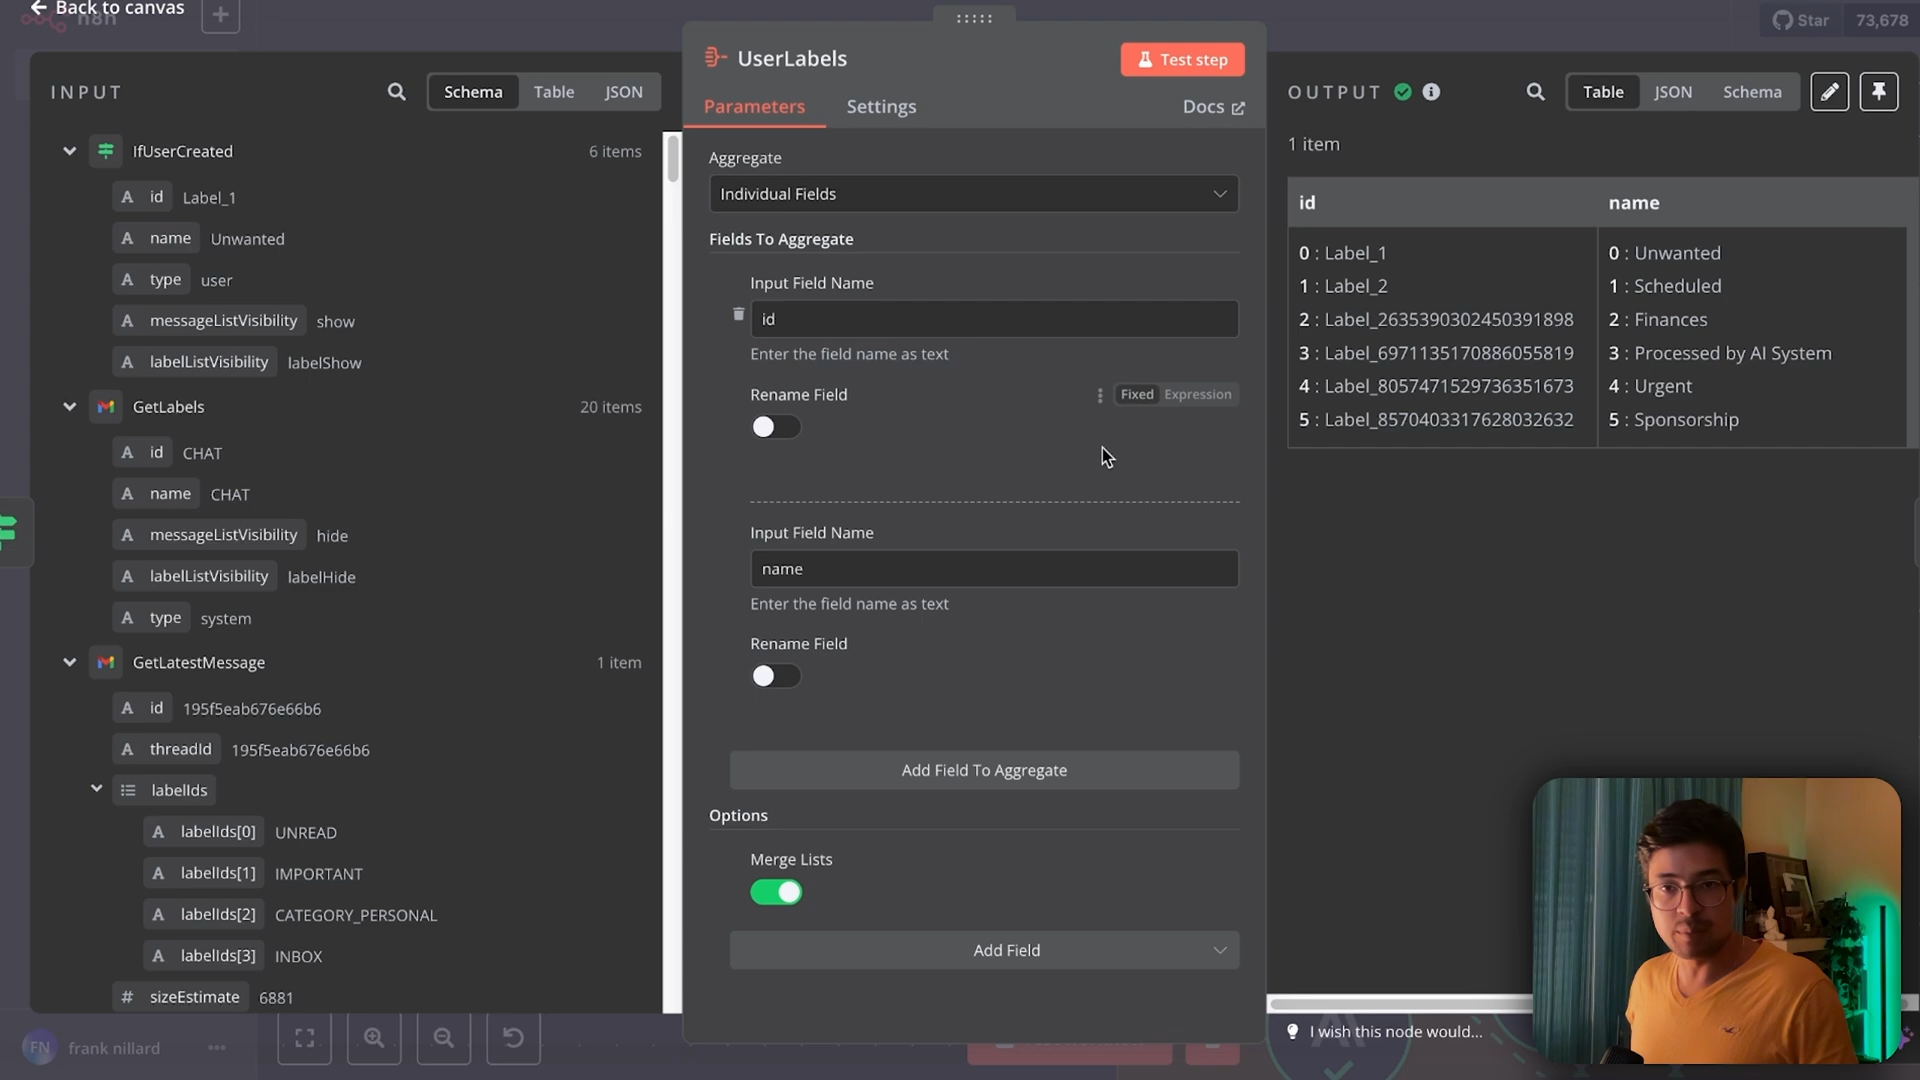 Back to canvas
n8n
Star
73,678
INPUT
Schema
Table
JSON
IfUserCreated
6 items
A id Label_1
A name Unwanted
A type user
A messageListVisibility show
A labelListVisibility labelShow
GetLabels
20 items
A id CHAT
A name CHAT
A messageListVisibility hide
A labelListVisibility labelHide
A type system
GetLatestMessage
1 item
A id 195f5eab676e66b6
A threadId 195f5eab676e66b6
labelIds
A labelIds[0] UNREAD
A labelIds[1] IMPORTANT
A labelIds[2] CATEGORY_PERSONAL
A labelIds[3] INBOX
# sizeEstimate 6881
FN frank nillard
UserLabels
Test step
Parameters
Settings
Docs
Aggregate
Individual Fields
Fields To Aggregate
Input Field Name
id
Enter the field name as text
Rename Field
Fixed Expression
Input Field Name
name
Enter the field name as text
Rename Field
Add Field To Aggregate
Options
Merge Lists
Add Field
OUTPUT
Table
JSON
Schema
1 item
id name
0 : Label_1 0 : Unwanted
1 : Label_2 1 : Scheduled
2 : Label_2635390302450391898 2 : Finances
3 : Label_6971135170886055819 3 : Processed by AI System
4 : Label_8057471529736351673 4 : Urgent
5 : Label_8570403317628032632 5 : Sponsorship
I wish this node would...